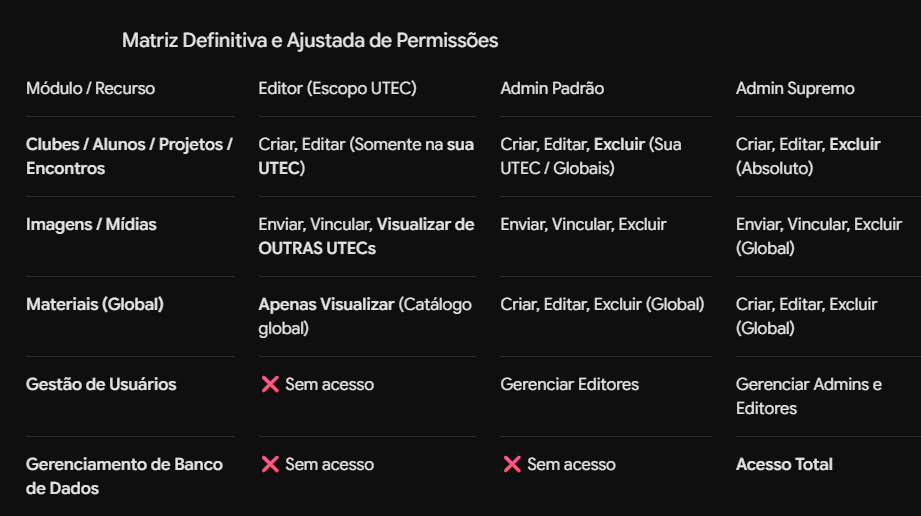 Matriz Definitiva e Ajustada de Permissões
Módulo / Recurso
Editor (Escopo UTEC)
Admin Padrão
Admin Supremo
Clubes / Alunos / Projetos /
Encontros
Criar, Editar (Somente na sua
UTEC)
Criar, Editar, Excluir (Sua
UTEC / Globais)
Criar, Editar, Excluir
(Absoluto)
Imagens / Mídias
Enviar, Vincular, Visualizar de
OUTRAS UTECs
Enviar, Vincular, Excluir
Enviar, Vincular, Excluir
(Global)
Materiais (Global)
Apenas Visualizar (Catálogo
global)
Criar, Editar, Excluir (Global)
Criar, Editar, Excluir
(Global)
Gestão de Usuários
❌ Sem acesso
Gerenciar Editores
Gerenciar Admins e
Editores
Gerenciamento de Banco
de Dados
❌ Sem acesso
❌ Sem acesso
Acesso Total